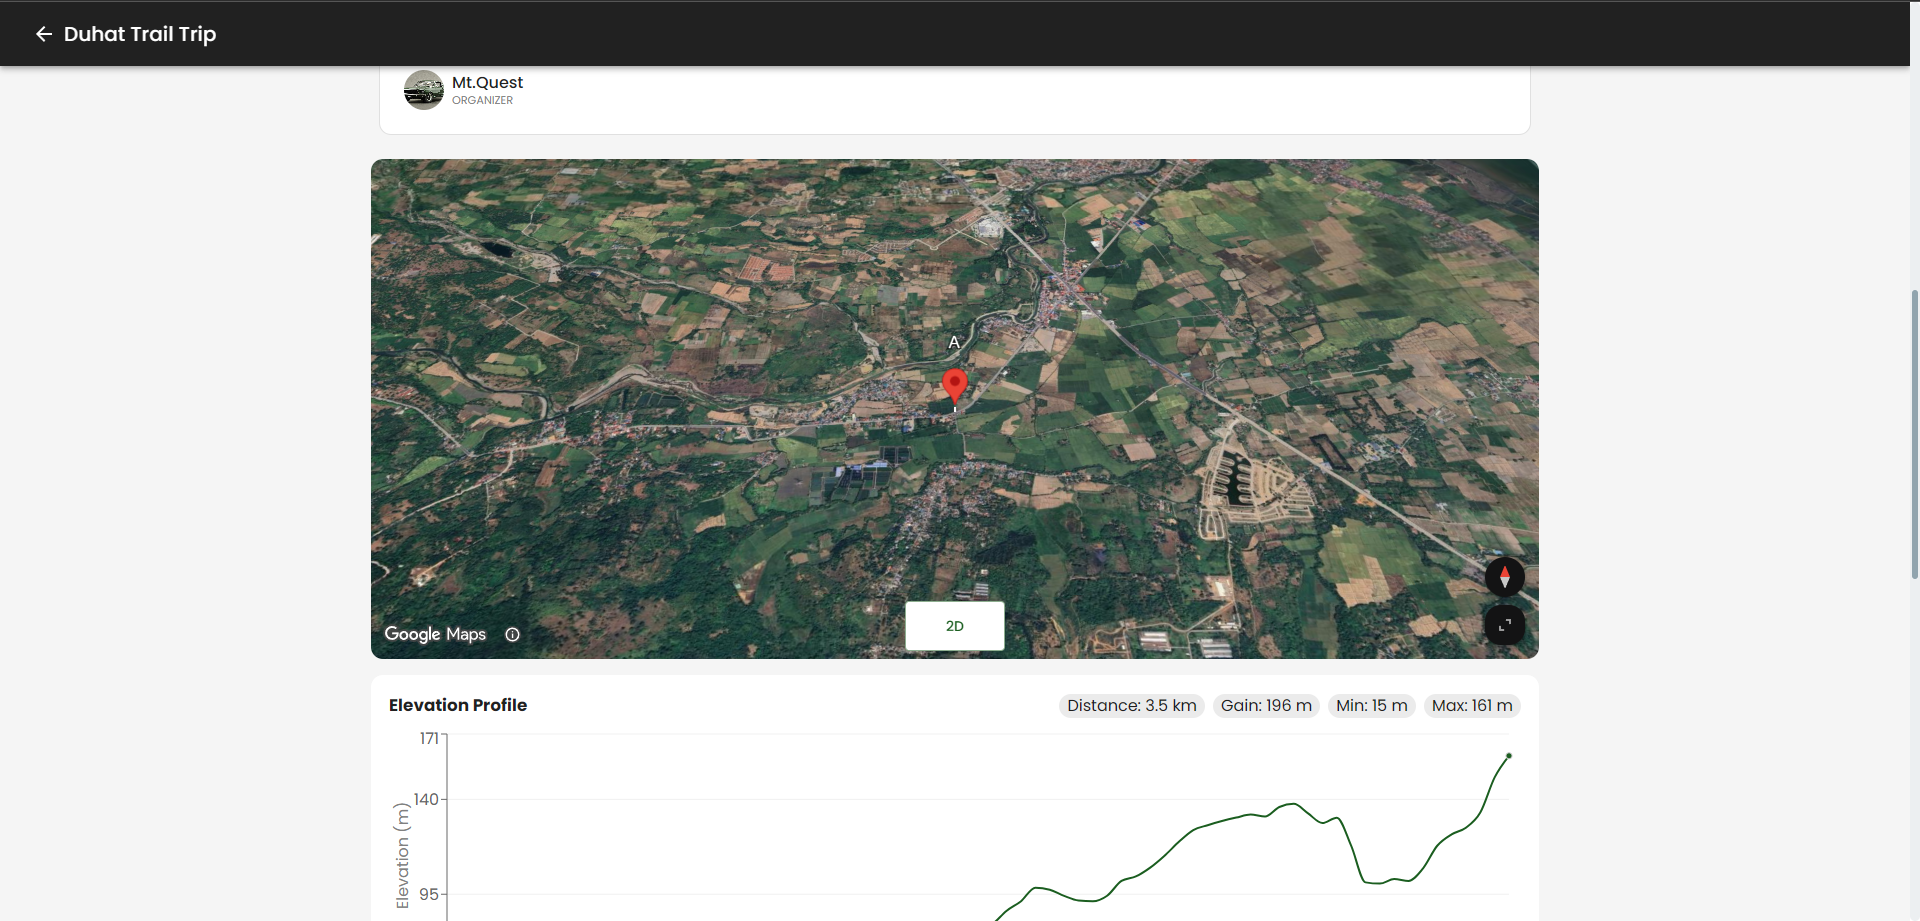 Duhat Trail Trip
Mt.Quest
ORGANIZER
A
2D
Google Maps
Elevation Profile
Distance: 3.5 km
Gain: 196 m
Min: 15 m
Max: 161 m
171
140
95
Elevation (m)